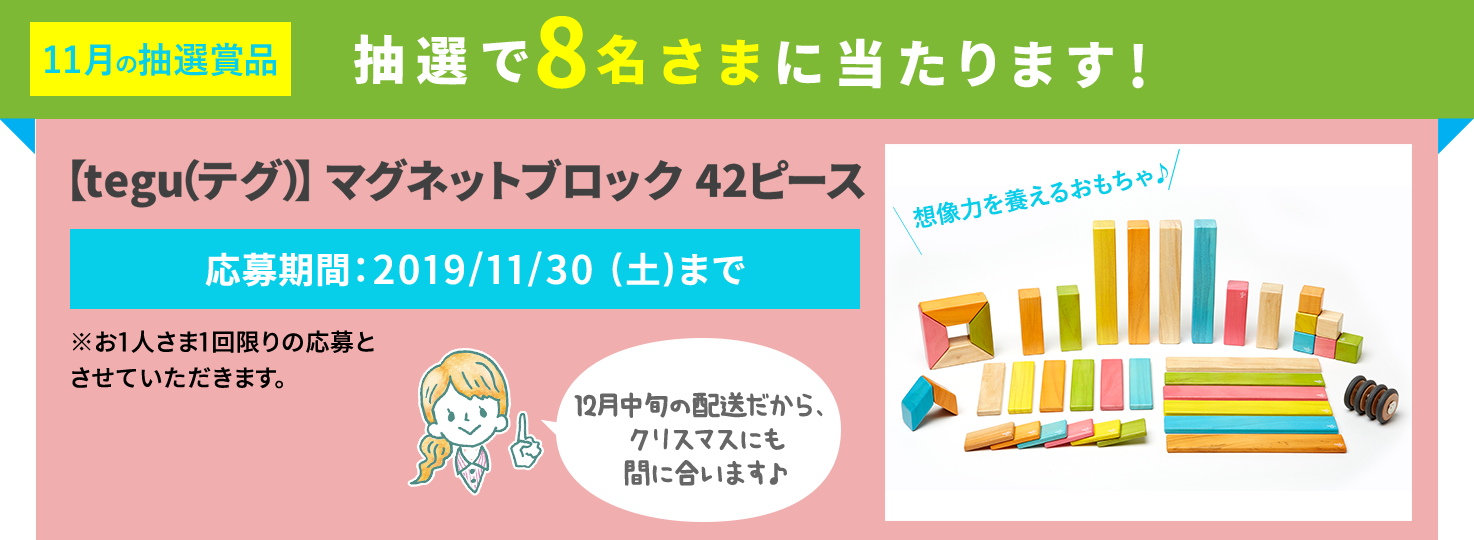 11月の抽選賞品
抽選で8名さまに当たります!
【tegu(テグ)】マグネットブロック 42ピース
応募期間:2019/11/30 (土)まで
※お1人さま1回限りの応募と
させていただきます。
12月中旬の配送だから、
クリスマスにも
間に合います♪
想像力を養えるおもちゃ♪